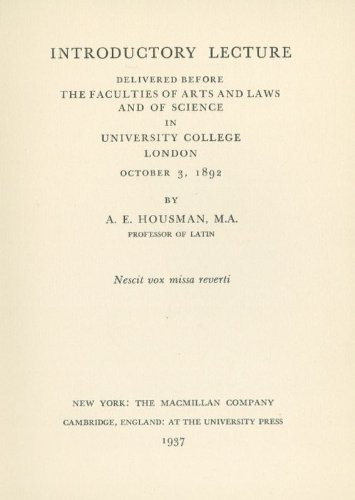 INTRODUCTORY LECTURE
DELIVERED BEFORE
THE FACULTIES OF ARTS AND LAWS
AND OF SCIENCE
IN
UNIVERSITY COLLEGE
LONDON
OCTOBER 3, 1892
BY
A. E. HOUSMAN, M.A.
PROFESSOR OF LATIN
Nescit vox missa reverti
NEW YORK: THE MACMILLAN COMPANY
CAMBRIDGE, ENGLAND: AT THE UNIVERSITY PRESS
1937